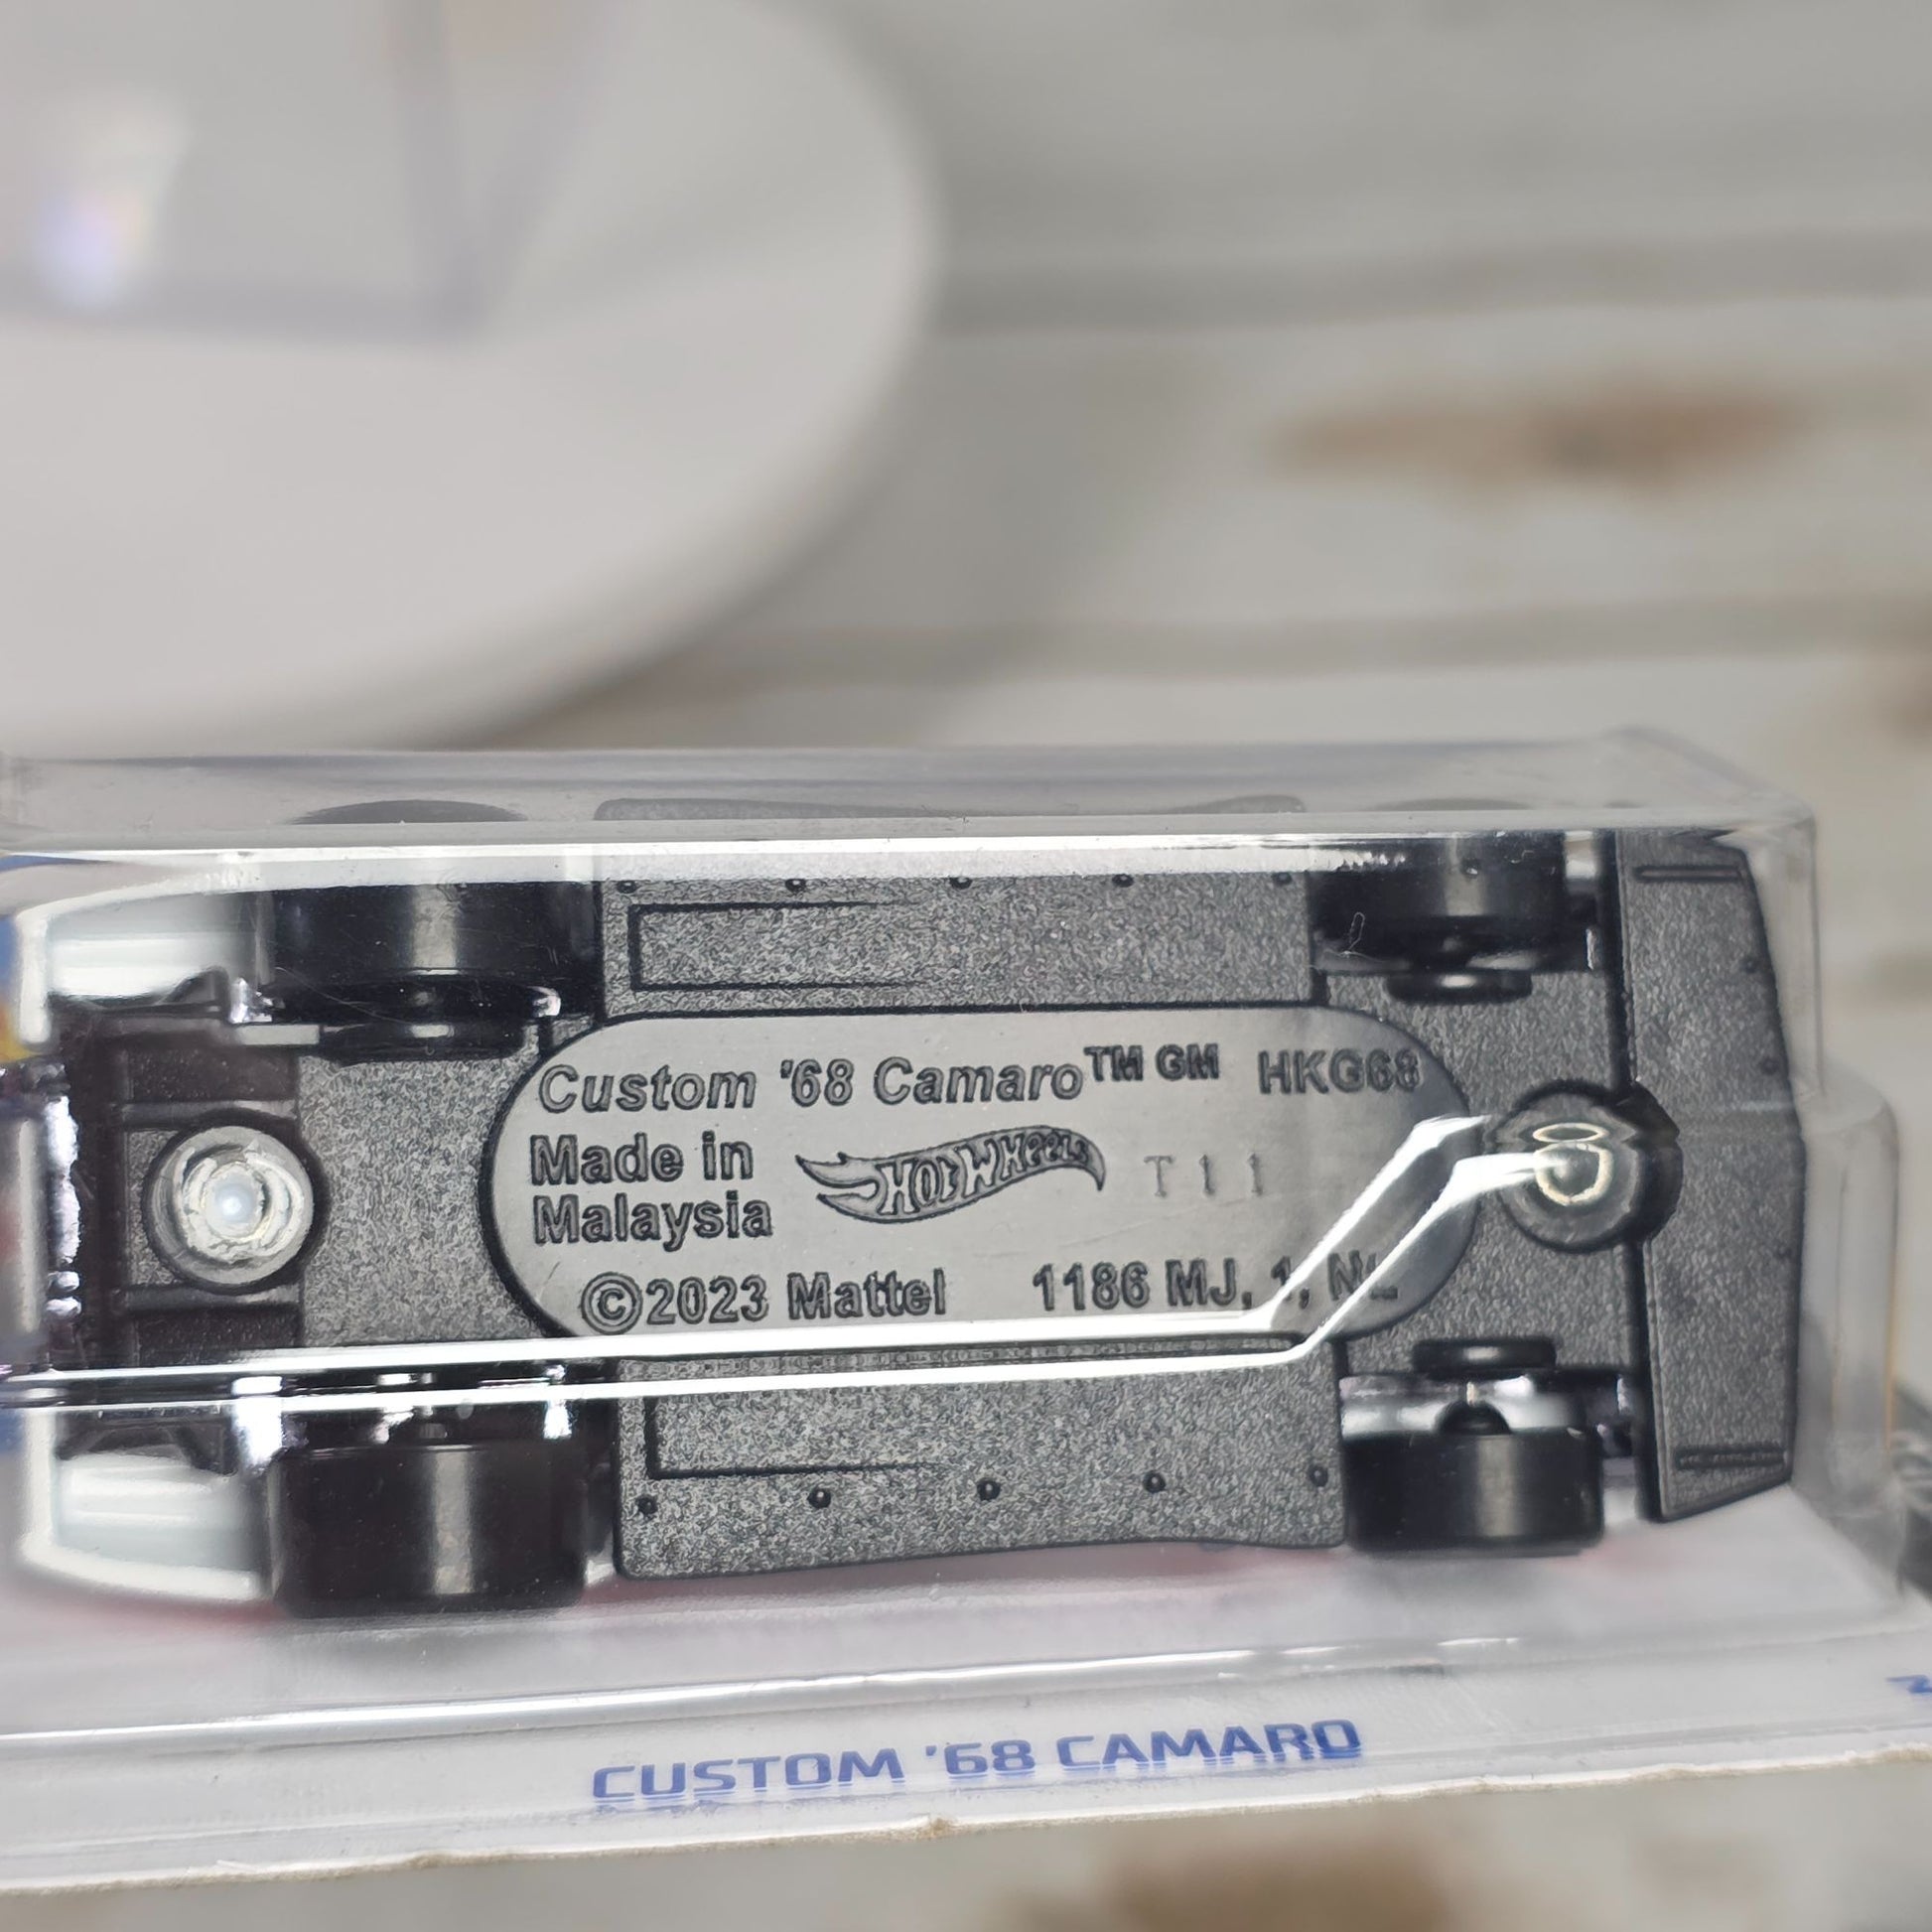 Custom '68 Camaro™ GM HKG68
Made in
Malaysia
HOT WHEELS
T11
©2023 Mattel 1186 MJ, 1, NL
CUSTOM '68 CAMARO